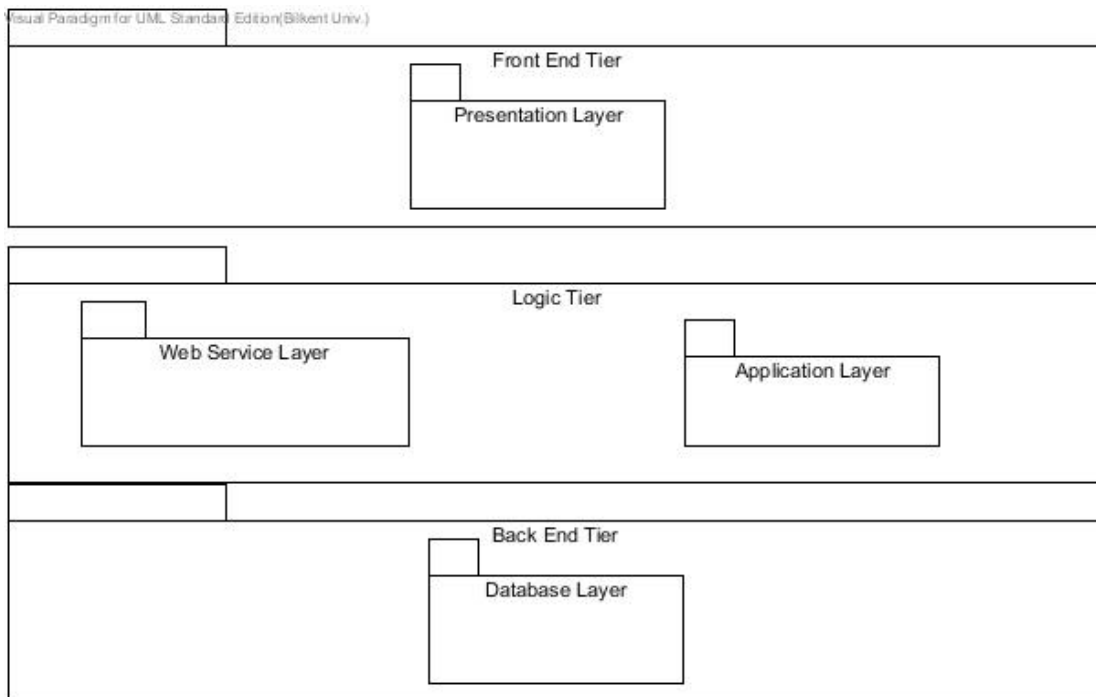 Visual Paradigm for UML Standard Edition(Bilkent Univ.)
Front End Tier
Presentation Layer
Logic Tier
Web Service Layer
Application Layer
Back End Tier
Database Layer